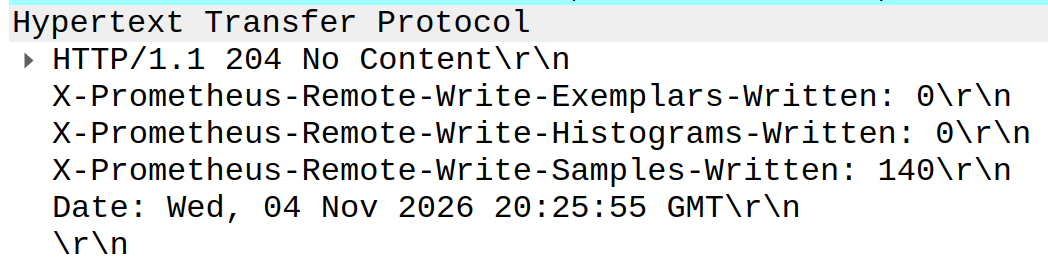 Hypertext Transfer Protocol
HTTP/1.1 204 No Content\r\n
X-Prometheus-Remote-Write-Exemplars-Written: 0\r\n
X-Prometheus-Remote-Write-Histograms-Written: 0\r\n
X-Prometheus-Remote-Write-Samples-Written: 140\r\n
Date: Wed, 04 Nov 2026 20:25:55 GMT\r\n
\r\n